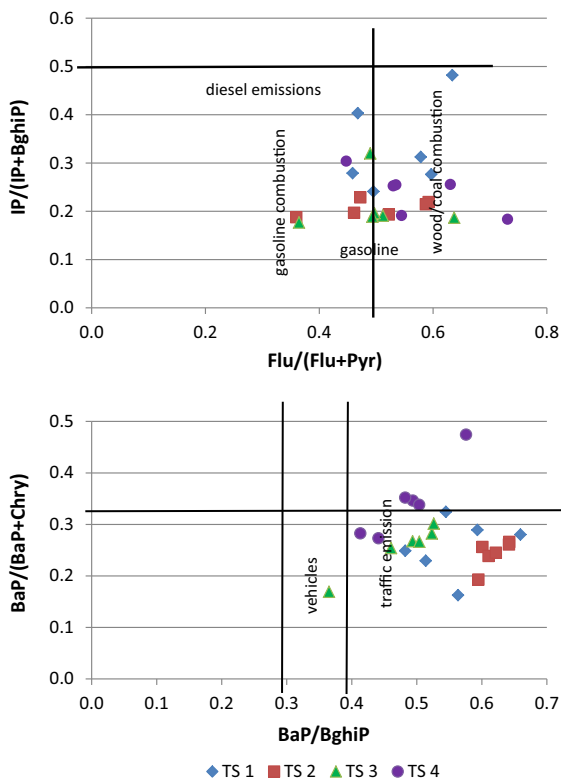 0.6
0.5
0.4
0.3
0.2
0.1
0.0
IP/(IP+BghiP)
diesel emissions
gasoline combustion
gasoline
wood/coal combustion
0.0 0.2 0.4 0.6 0.8
Flu/(Flu+Pyr)
0.5
0.4
0.3
0.2
0.1
0.0
BaP/(BaP+Chry)
vehicles
traffic emission
0.0 0.1 0.2 0.3 0.4 0.5 0.6 0.7
BaP/BghiP
TS 1 TS 2 TS 3 TS 4